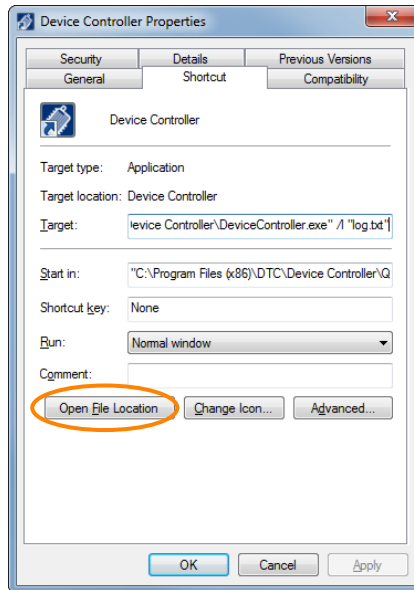 Device Controller Properties
Security Details Previous Versions
General Shortcut Compatibility
Device Controller
Target type: Application
Target location: Device Controller
Target: evice Controller\DeviceController.exe" /l "log.txt"
Start in: "C:\Program Files (x86)\DTC\Device Controller\Q
Shortcut key: None
Run: Normal window
Comment:
Open File Location Change Icon... Advanced...
OK Cancel Apply